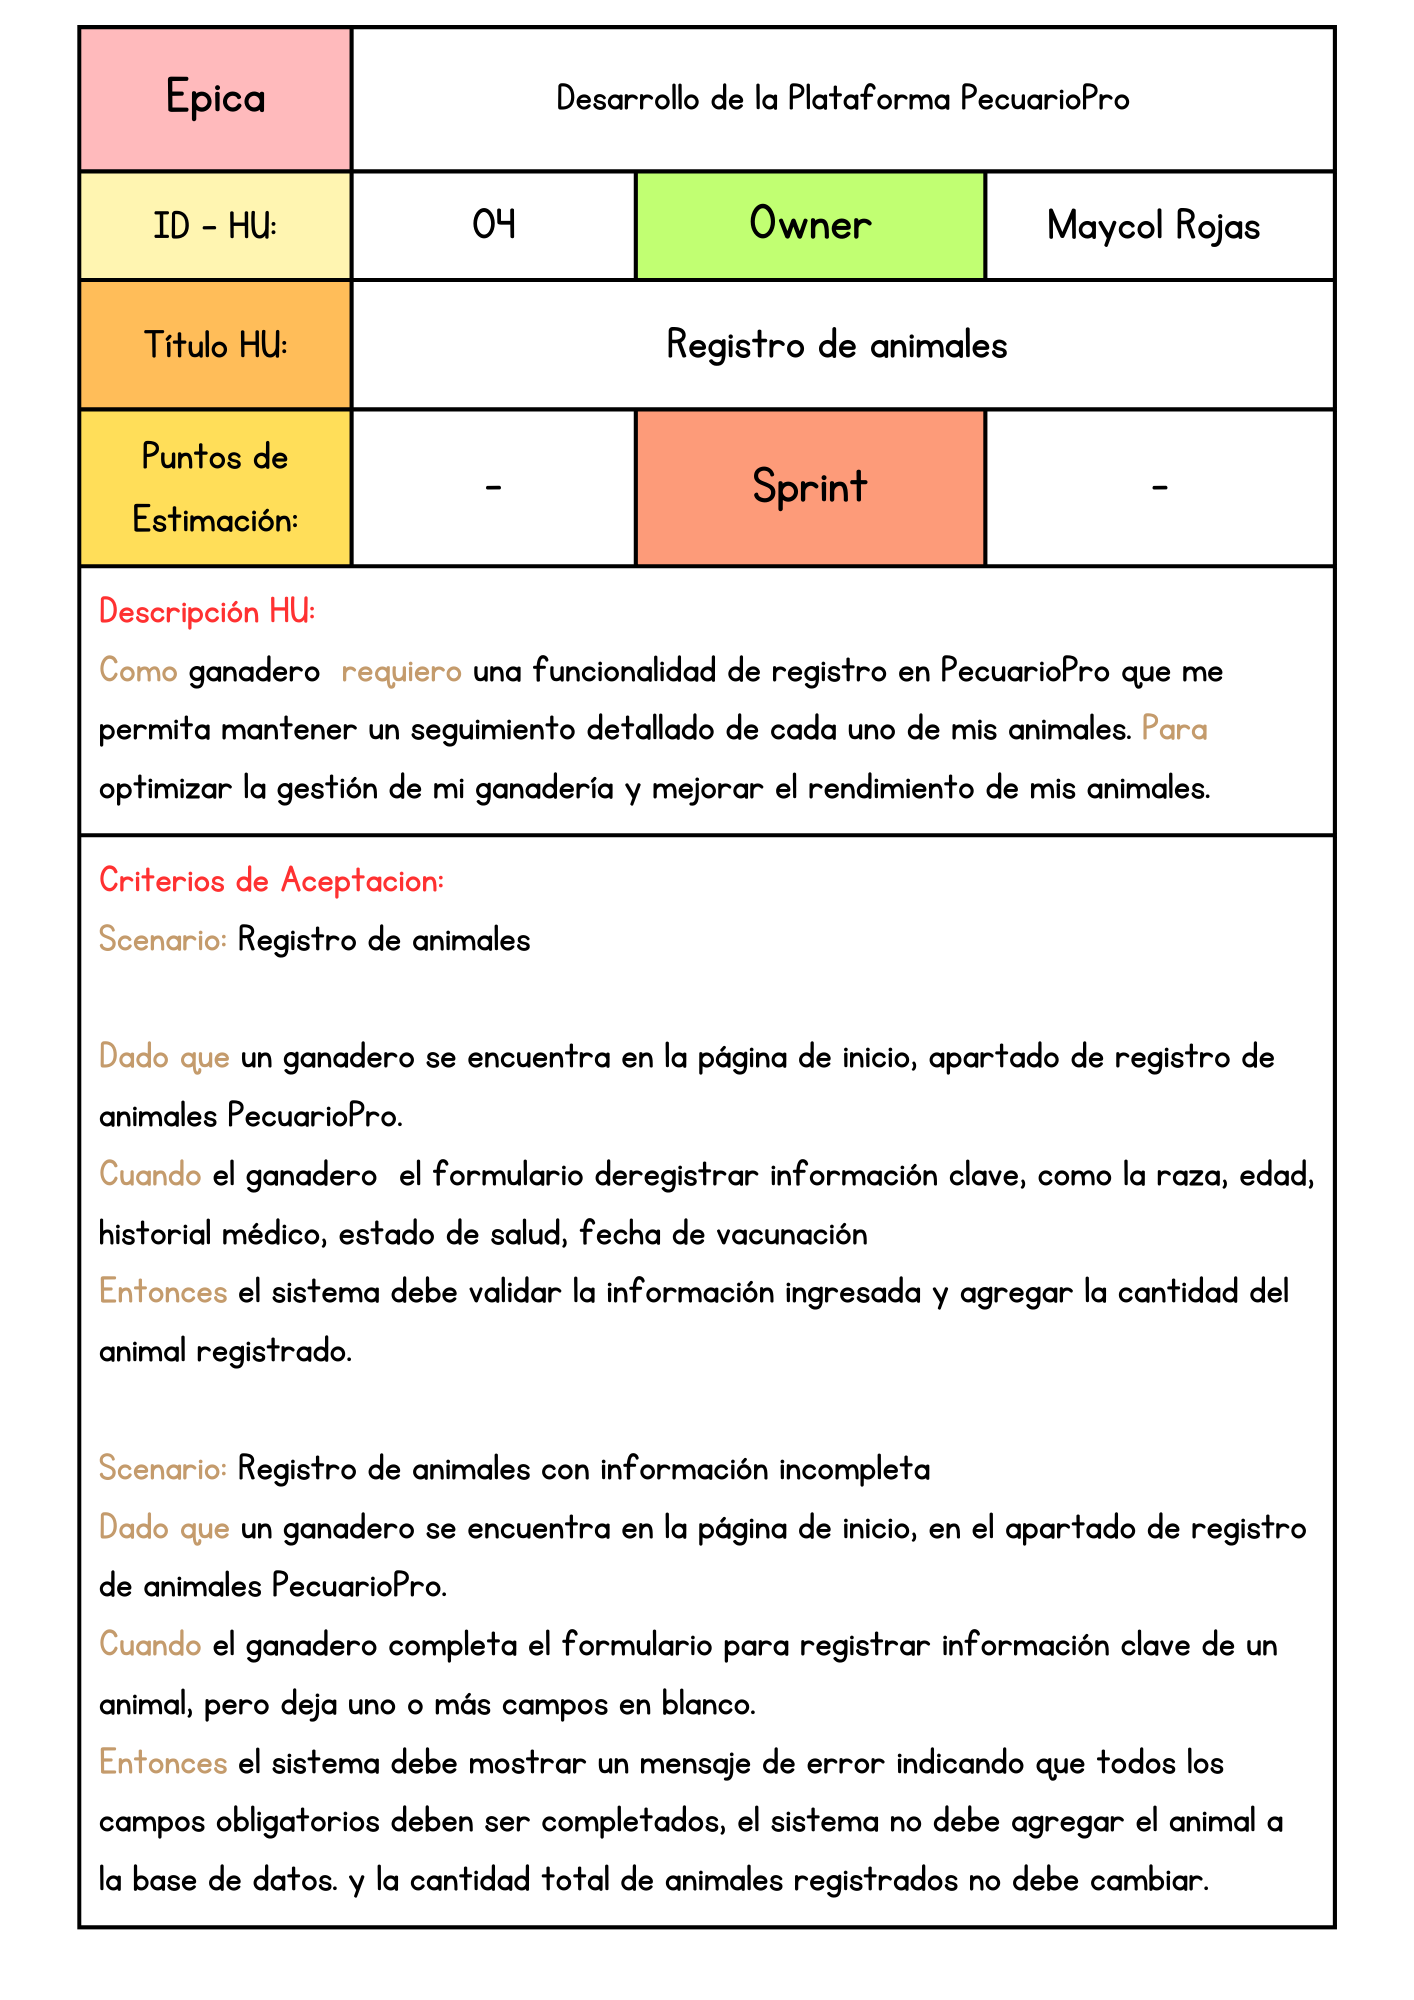 Epica
Desarrollo de la Plataforma PecuarioPro
ID - HU:
04
Owner
Maycol Rojas
Título HU:
Registro de animales
Puntos de
Estimación:
-
Sprint
-
Descripción HU:
Como ganadero  requiero una funcionalidad de registro en PecuarioPro que me
permita mantener un seguimiento detallado de cada uno de mis animales. Para
optimizar la gestión de mi ganadería y mejorar el rendimiento de mis animales.
Criterios de Aceptacion:
Scenario: Registro de animales
Dado que un ganadero se encuentra en la página de inicio, apartado de registro de
animales PecuarioPro.
Cuando el ganadero  el formulario deregistrar información clave, como la raza, edad,
historial médico, estado de salud, fecha de vacunación
Entonces el sistema debe validar la información ingresada y agregar la cantidad del
animal registrado.
Scenario: Registro de animales con información incompleta
Dado que un ganadero se encuentra en la página de inicio, en el apartado de registro
de animales PecuarioPro.
Cuando el ganadero completa el formulario para registrar información clave de un
animal, pero deja uno o más campos en blanco.
Entonces el sistema debe mostrar un mensaje de error indicando que todos los
campos obligatorios deben ser completados, el sistema no debe agregar el animal a
la base de datos. y la cantidad total de animales registrados no debe cambiar.